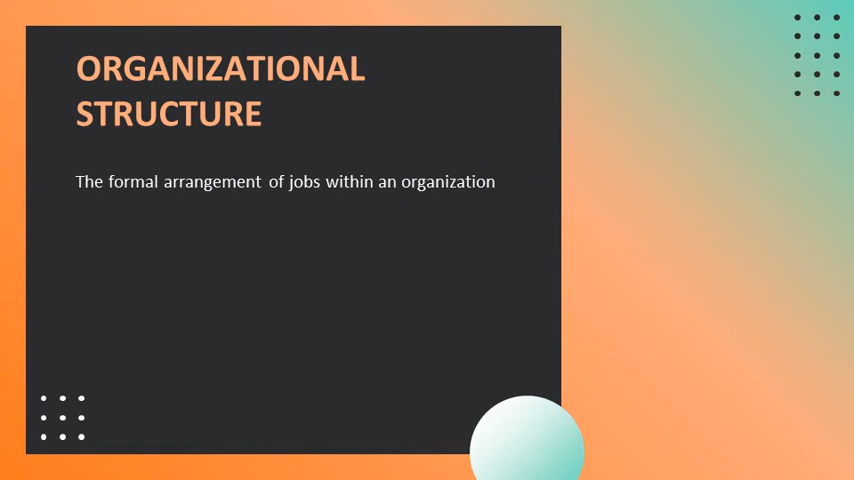 ORGANIZATIONAL
STRUCTURE
The formal arrangement of jobs within an organization